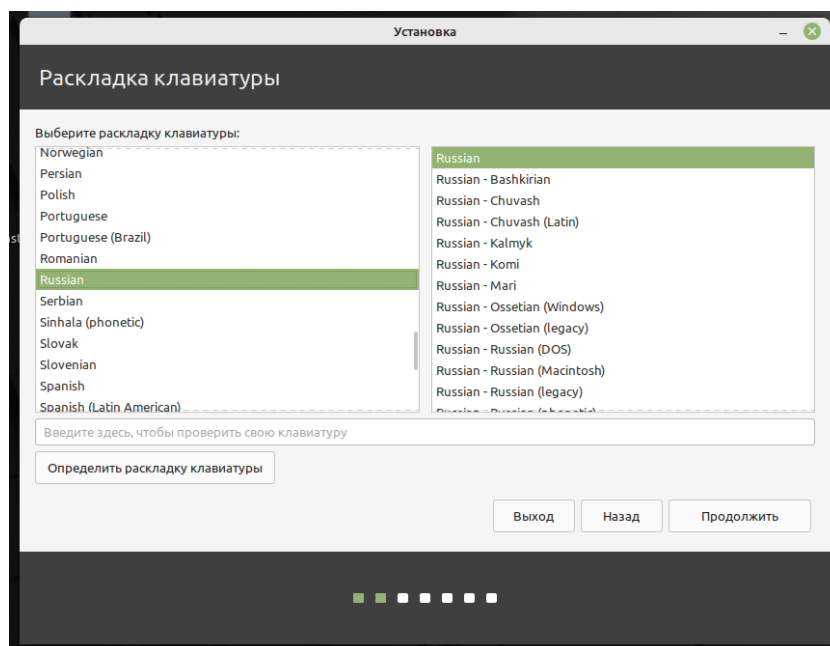 Установка
Раскладка клавиатуры
Выберите раскладку клавиатуры:
Norwegian
Persian
Polish
Portuguese
Portuguese (Brazil)
Romanian
Russian
Serbian
Sinhala (phonetic)
Slovak
Slovenian
Spanish
Spanish (Latin American)
Russian
Russian - Bashkirian
Russian - Chuvash
Russian - Chuvash (Latin)
Russian - Kalmyk
Russian - Komi
Russian - Mari
Russian - Ossetian (Windows)
Russian - Ossetian (legacy)
Russian - Russian (DOS)
Russian - Russian (Macintosh)
Russian - Russian (legacy)
Russian - Russian (phonetic)
Введите здесь, чтобы проверить свою клавиатуру
Определить раскладку клавиатуры
Выход
Назад
Продолжить